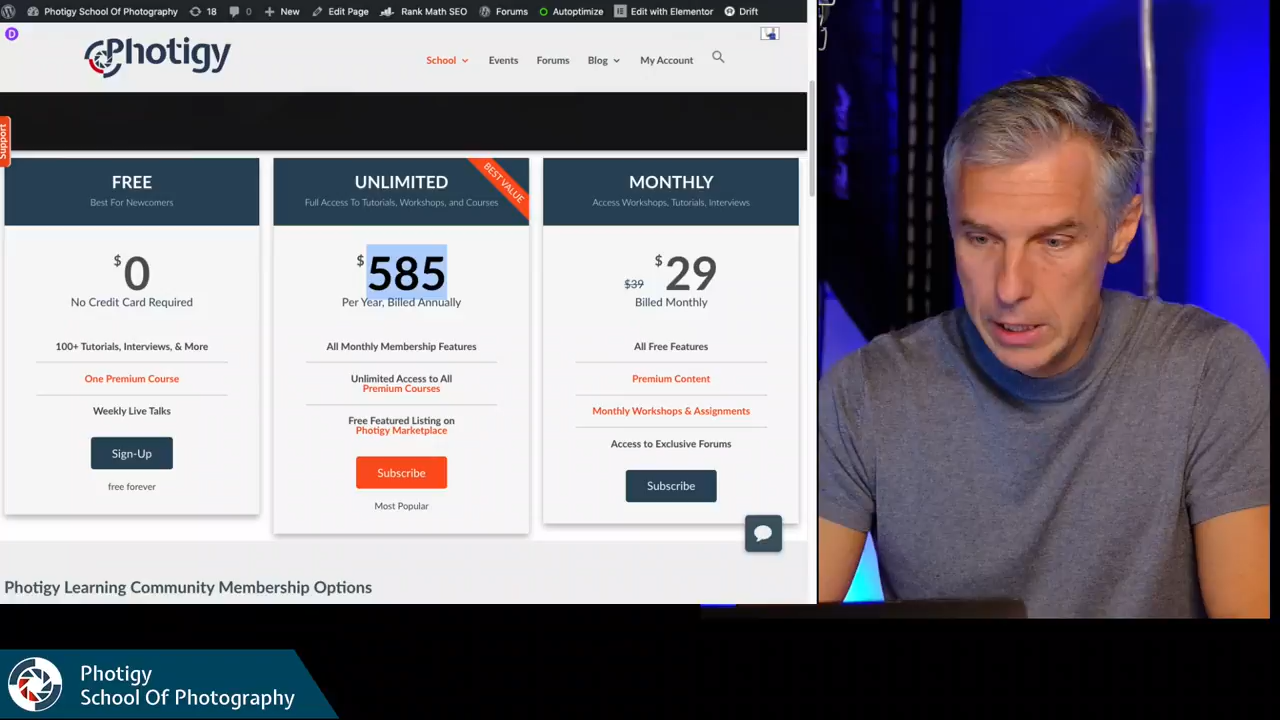 Photigy School Of Photography
18
0
New
Edit Page
Rank Math SEO
Forums
Autoptimize
Edit with Elementor
Drift
D
Photigy
School
Events
Forums
Blog
My Account
Support
FREE
Best For Newcomers
$0
No Credit Card Required
100+ Tutorials, Interviews, & More
One Premium Course
Weekly Live Talks
Sign-Up
free forever
UNLIMITED
BEST VALUE
Full Access To Tutorials, Workshops, and Courses
$585
Per Year, Billed Annually
All Monthly Membership Features
Unlimited Access to All
Premium Courses
Free Featured Listing on
Photigy Marketplace
Subscribe
Most Popular
MONTHLY
Access Workshops, Tutorials, Interviews
$39 $29
Billed Monthly
All Free Features
Premium Content
Monthly Workshops & Assignments
Access to Exclusive Forums
Subscribe
Photigy Learning Community Membership Options
Photigy
School Of Photography